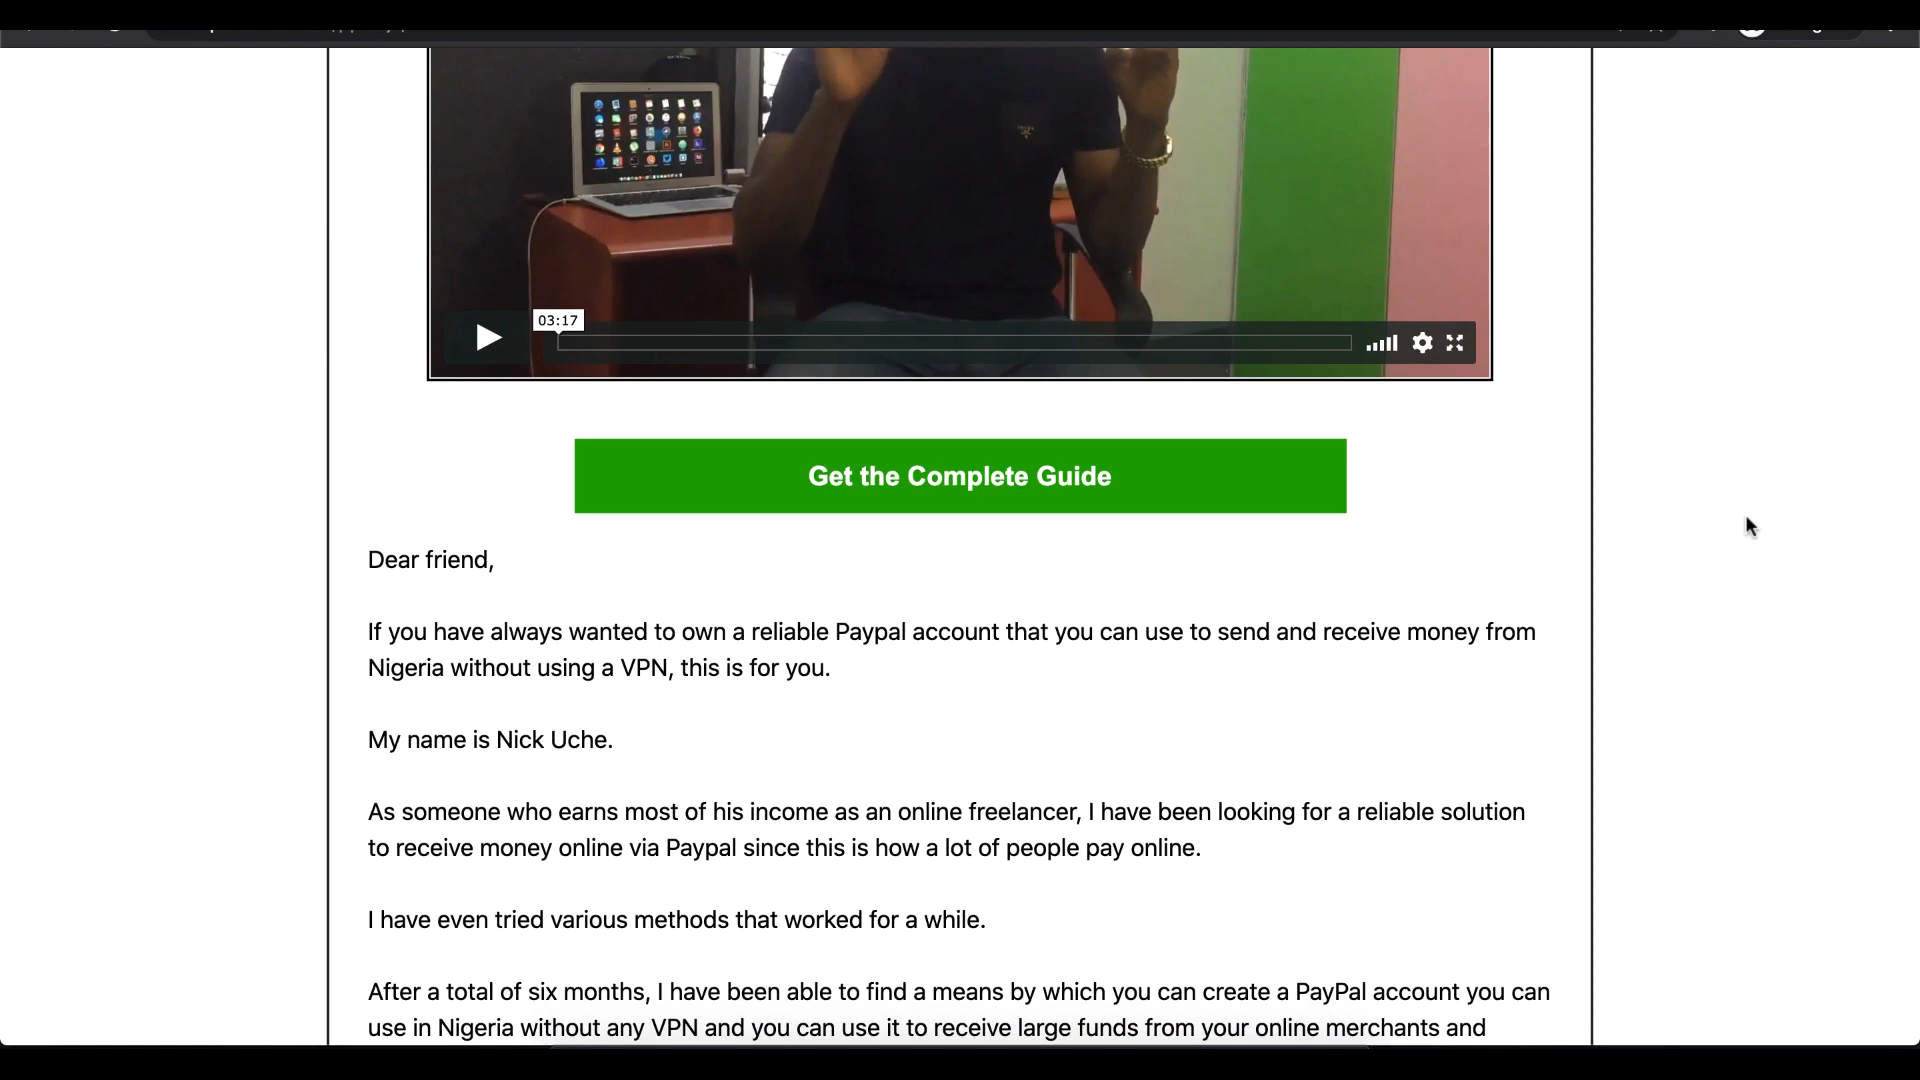 03:17
Get the Complete Guide
Dear friend,
If you have always wanted to own a reliable Paypal account that you can use to send and receive money from
Nigeria without using a VPN, this is for you.
My name is Nick Uche.
As someone who earns most of his income as an online freelancer, I have been looking for a reliable solution
to receive money online via Paypal since this is how a lot of people pay online.
I have even tried various methods that worked for a while.
After a total of six months, I have been able to find a means by which you can create a PayPal account you can
use in Nigeria without any VPN and you can use it to receive large funds from your online merchants and